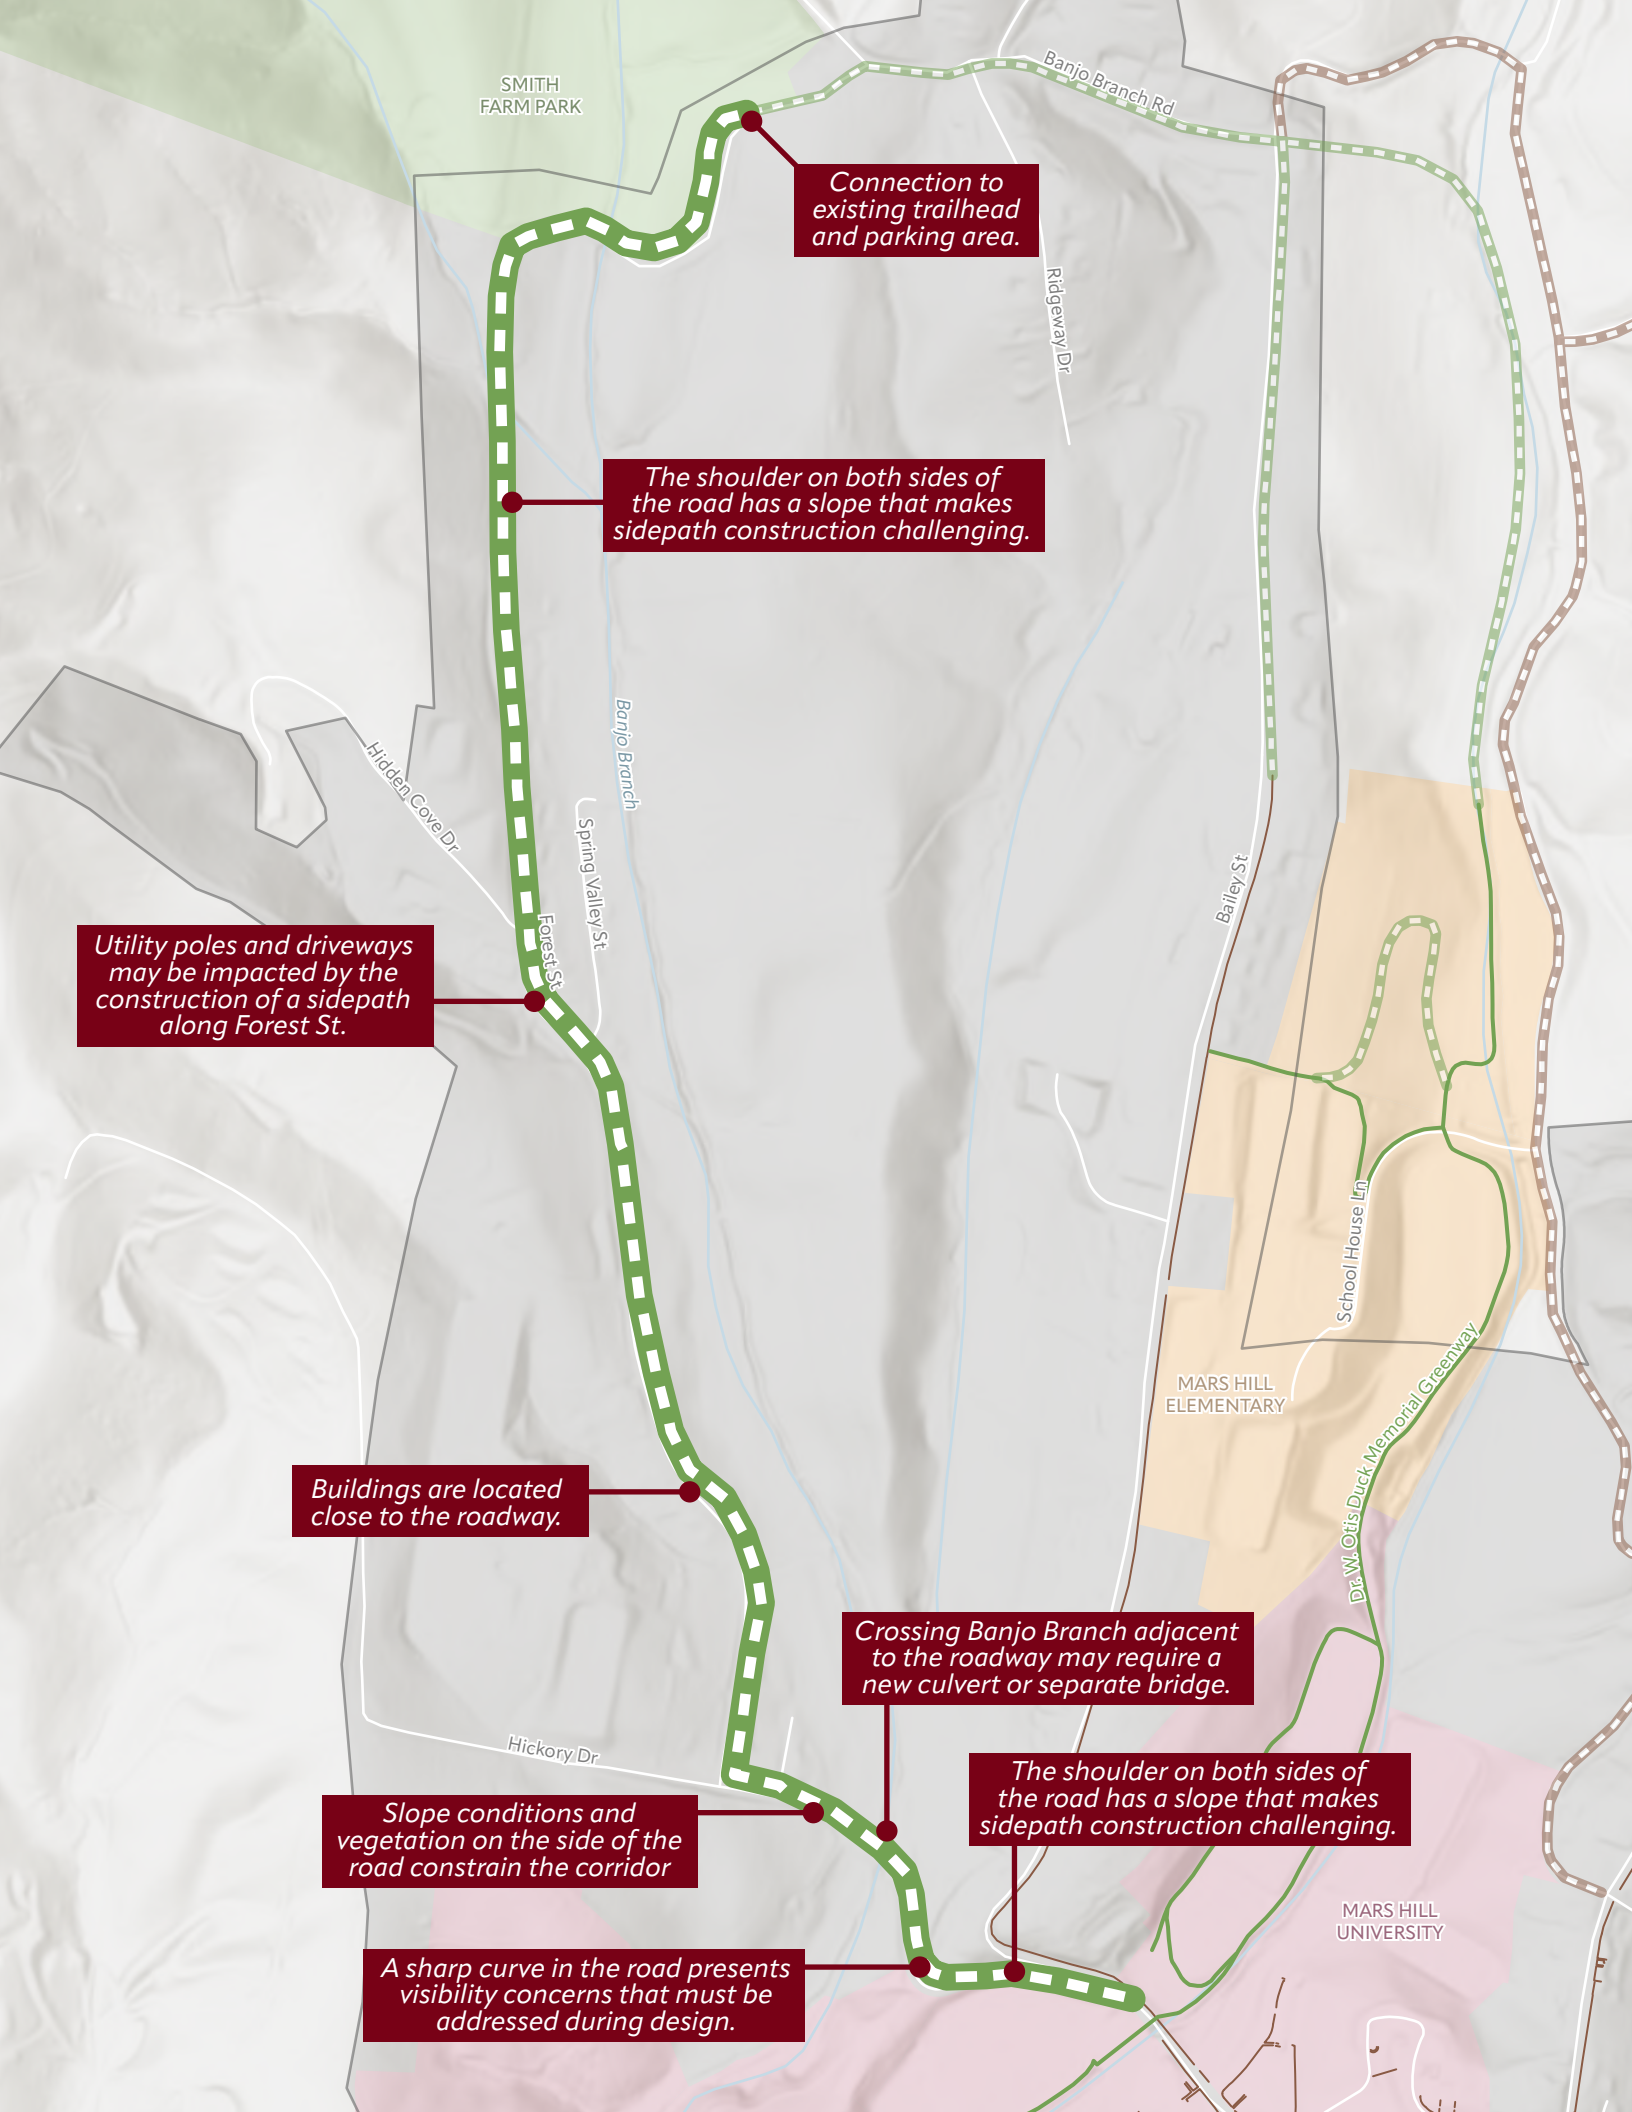 SMITH
FARM PARK
Banjo Branch Rd
Connection to
existing trailhead
and parking area.
Ridgeway Dr
The shoulder on both sides of
the road has a slope that makes
sidepath construction challenging.
Banjo Branch
Hidden Cove Dr
Spring Valley St
Bailey St
Forest St
Utility poles and driveways
may be impacted by the
construction of a sidepath
along Forest St.
School House Ln
MARS HILL
ELEMENTARY
Dr. W. Otis Duck Memorial Greenway
Buildings are located
close to the roadway.
Crossing Banjo Branch adjacent
to the roadway may require a
new culvert or separate bridge.
Hickory Dr
The shoulder on both sides of
the road has a slope that makes
sidepath construction challenging.
Slope conditions and
vegetation on the side of the
road constrain the corridor
MARS HILL
UNIVERSITY
A sharp curve in the road presents
visibility concerns that must be
addressed during design.